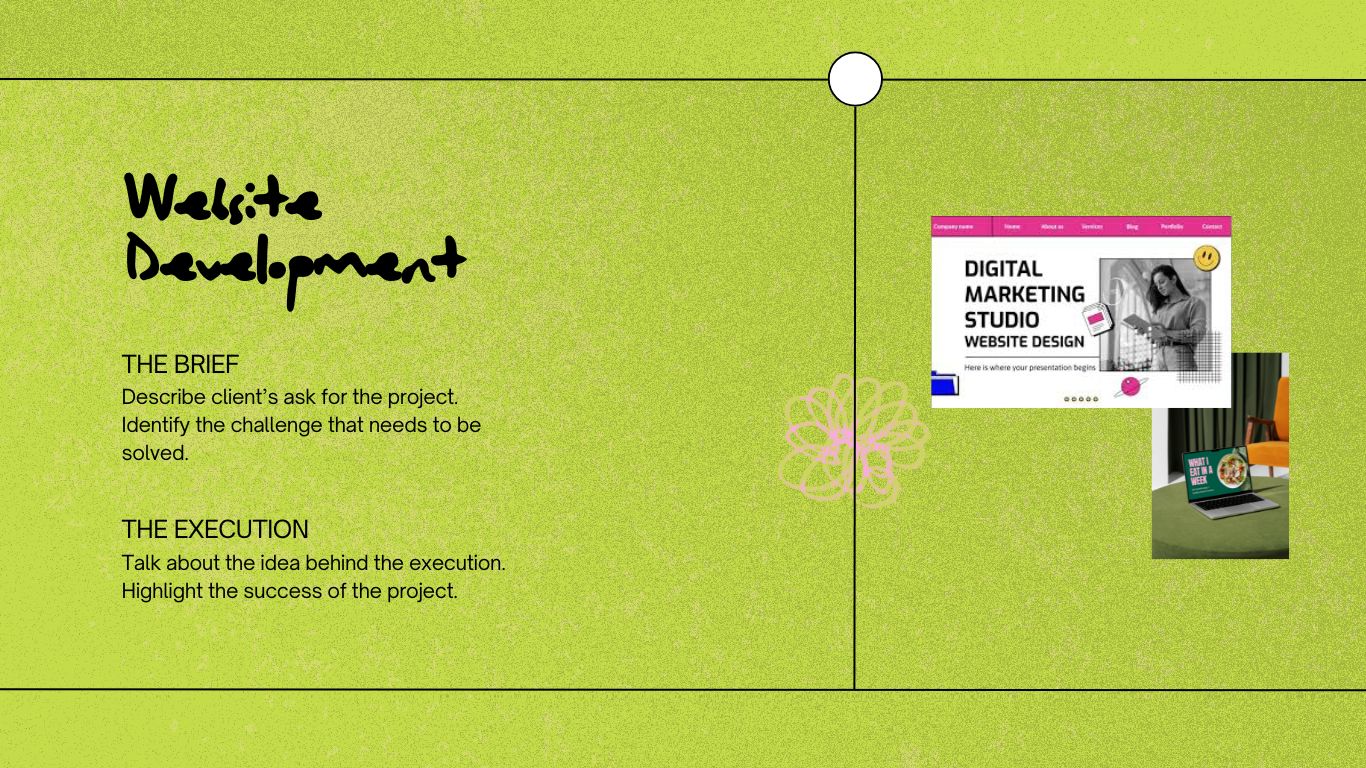 Website
Development
THE BRIEF
Describe client’s ask for the project.
Identify the challenge that needs to be
solved.
THE EXECUTION
Talk about the idea behind the execution.
Highlight the success of the project.
Company name Home About us Services Blog Portfolio Contact
DIGITAL
MARKETING
STUDIO
WEBSITE DESIGN
Here is where your presentation begins
WHAT I
EAT IN A
WEEK